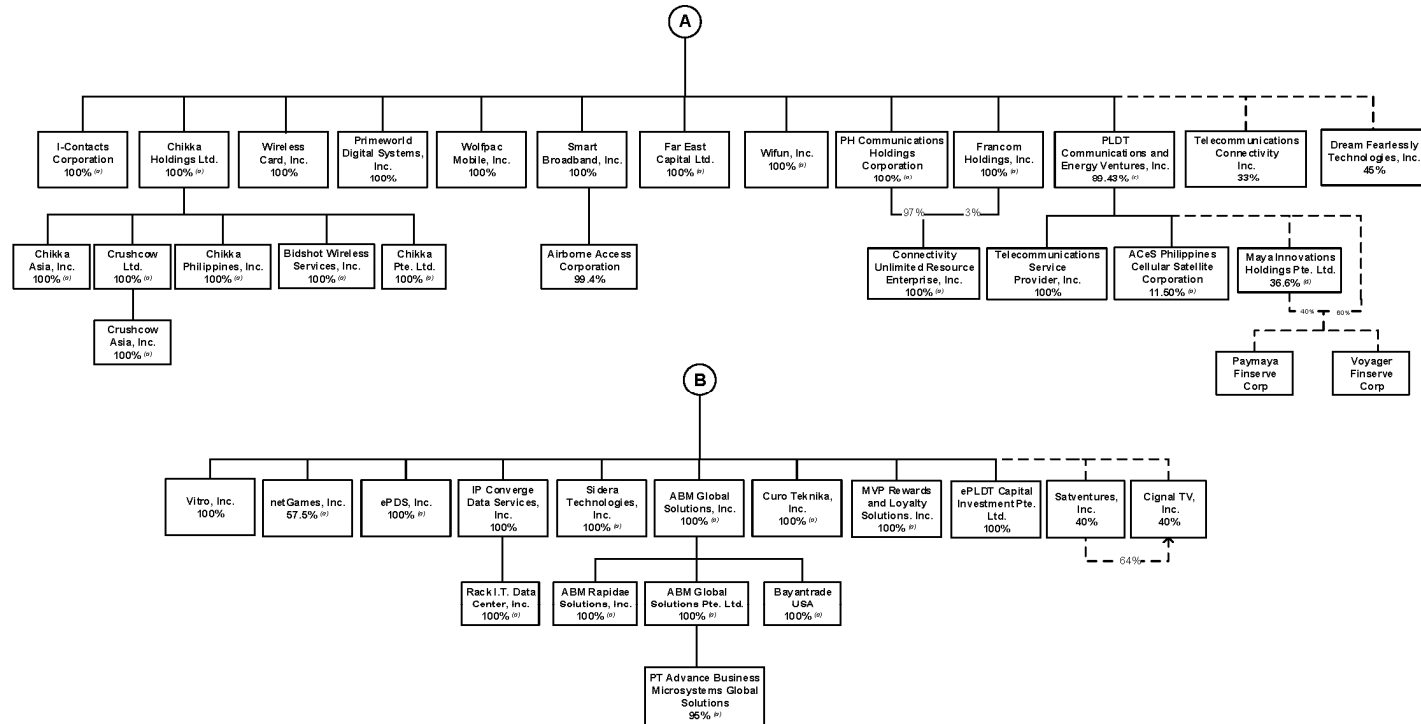 A
I-Contacts
Corporation
100% (a)
Chikka
Holdings Ltd.
100% (a)
Wireless
Card, Inc.
100%
Primeworld
Digital Systems,
Inc.
100%
Wolfpac
Mobile, Inc.
100%
Smart
Broadband, Inc.
100%
Far East
Capital Ltd.
100% (a)
Wifun, Inc.
100% (a)
PH Communications
Holdings
Corporation
100% (a)
Francom
Holdings, Inc.
100% (a)
PLDT
Communications and
Energy Ventures, Inc.
99.43% (c)
Telecommunications
Connectivity
Inc.
33%
Dream Fearlessly
Technologies, Inc.
45%
97%
3%
Chikka
Asia, Inc.
100% (a)
Crushcow
Ltd.
100% (a)
Chikka
Philippines, Inc.
100% (a)
Bidshot Wireless
Services, Inc.
100% (a)
Chikka
Pte. Ltd.
100% (a)
Airborne Access
Corporation
99.4%
Connectivity
Unlimited Resource
Enterprise, Inc.
100% (a)
Telecommunications
Service
Provider, Inc.
100%
ACeS Philippines
Cellular Satellite
Corporation
11.50% (b)
Maya Innovations
Holdings Pte. Ltd.
36.6% (d)
40%
60%
Crushcow
Asia, Inc.
100% (a)
Paymaya
Finserve
Corp
Voyager
Finserve
Corp
B
Vitro, Inc.
100%
netGames, Inc.
57.5% (a)
ePDS, Inc.
100% (a)
IP Converge
Data Services,
Inc.
100%
Sidera
Technologies,
Inc.
100% (a)
ABM Global
Solutions, Inc.
100% (a)
Curo Teknika,
Inc.
100% (a)
MVP Rewards
and Loyalty
Solutions. Inc.
100% (a)
ePLDT Capital
Investment Pte.
Ltd.
100%
Satventures,
Inc.
40%
Cignal TV,
Inc.
40%
64%
Rack I.T. Data
Center, Inc.
100% (a)
ABM Rapidae
Solutions, Inc.
100% (a)
ABM Global
Solutions Pte. Ltd.
100% (a)
Bayantrade
USA
100% (a)
PT Advance Business
Microsystems Global
Solutions
95% (a)